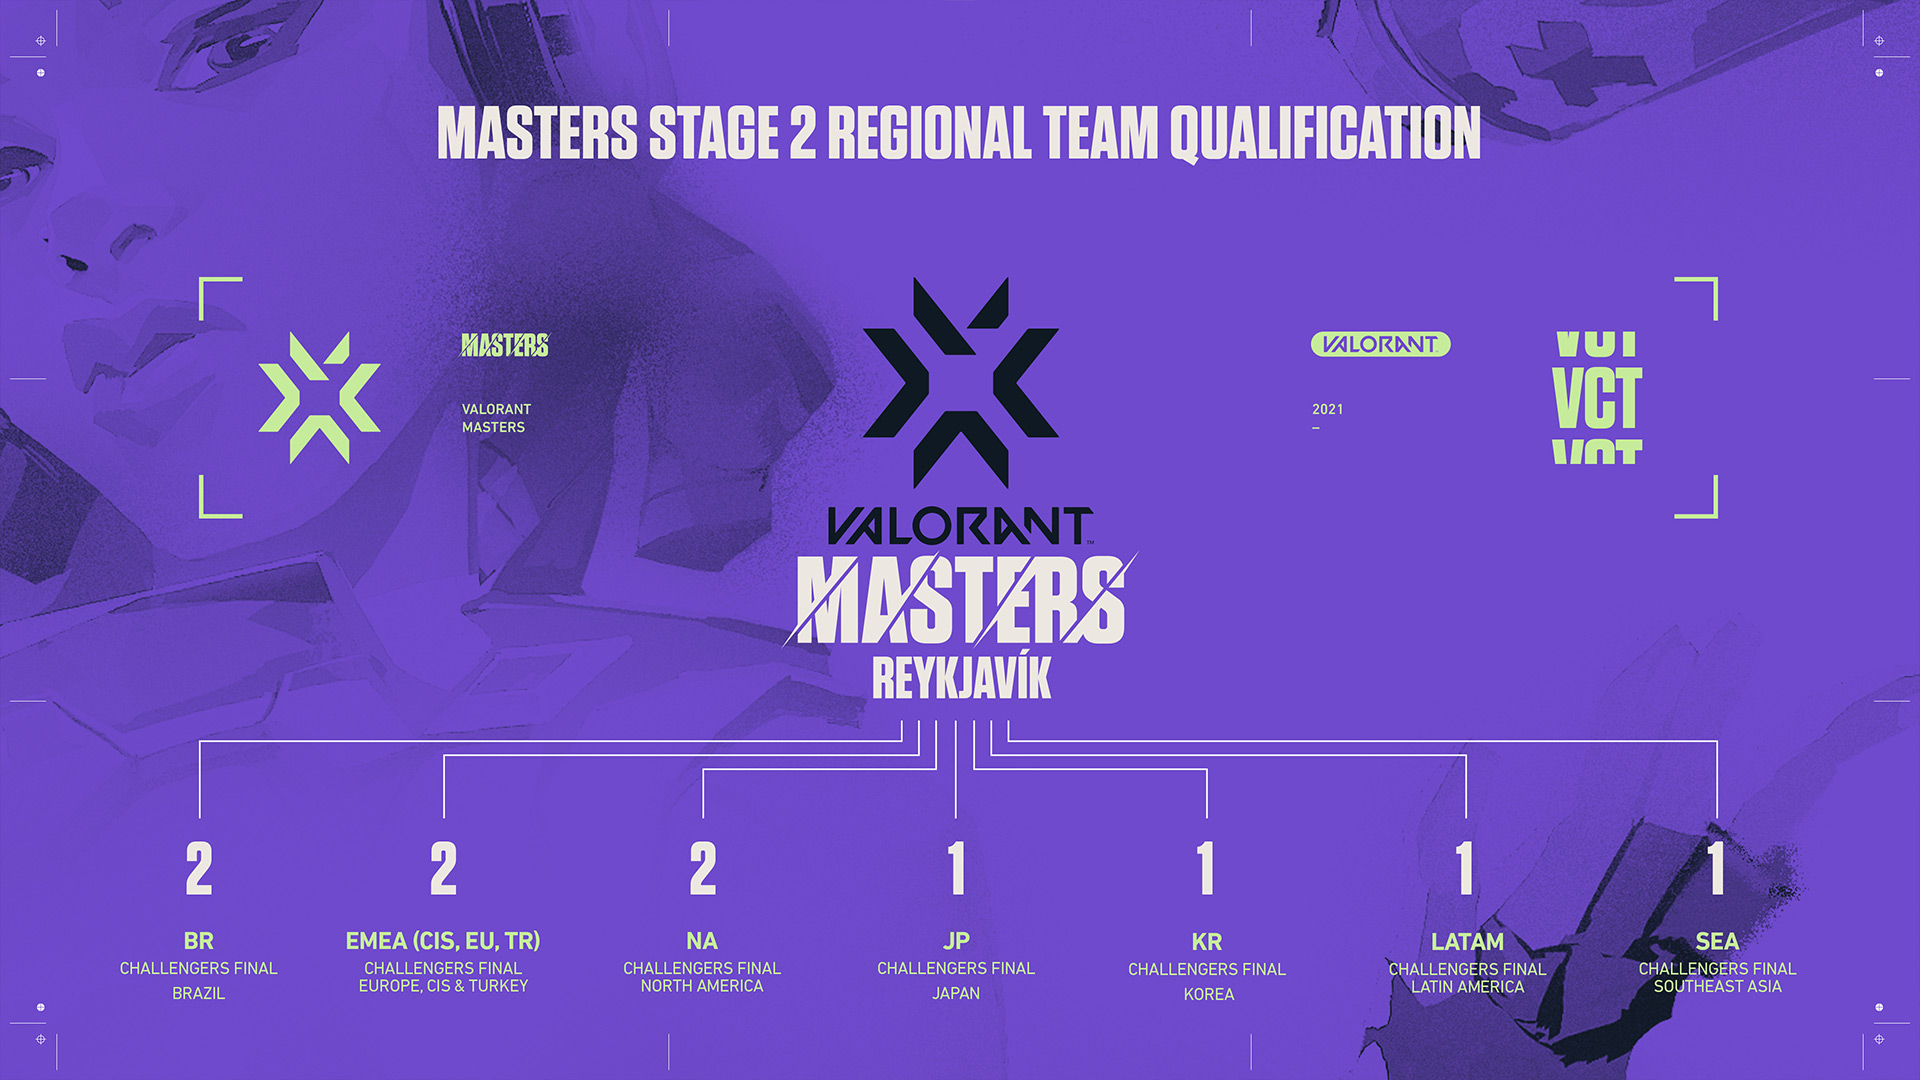 MASTERS STAGE 2 REGIONAL TEAM QUALIFICATION
MASTERS
VALORANT
MASTERS
VALORANT
2021
–
VCT
VCT
VCT
VALORANT™
MASTERS
REYKJAVÍK
2
BR
CHALLENGERS FINAL
BRAZIL
2
EMEA (CIS, EU, TR)
CHALLENGERS FINAL
EUROPE, CIS & TURKEY
2
NA
CHALLENGERS FINAL
NORTH AMERICA
1
JP
CHALLENGERS FINAL
JAPAN
1
KR
CHALLENGERS FINAL
KOREA
1
LATAM
CHALLENGERS FINAL
LATIN AMERICA
1
SEA
CHALLENGERS FINAL
SOUTHEAST ASIA